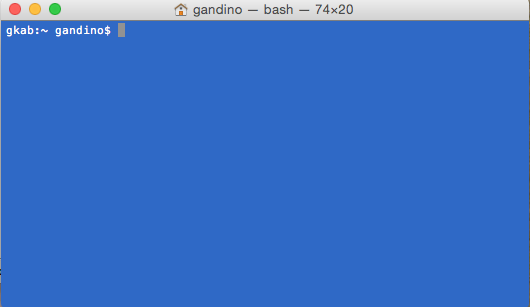 gandino — bash — 74×20
gkab:~ gandino$